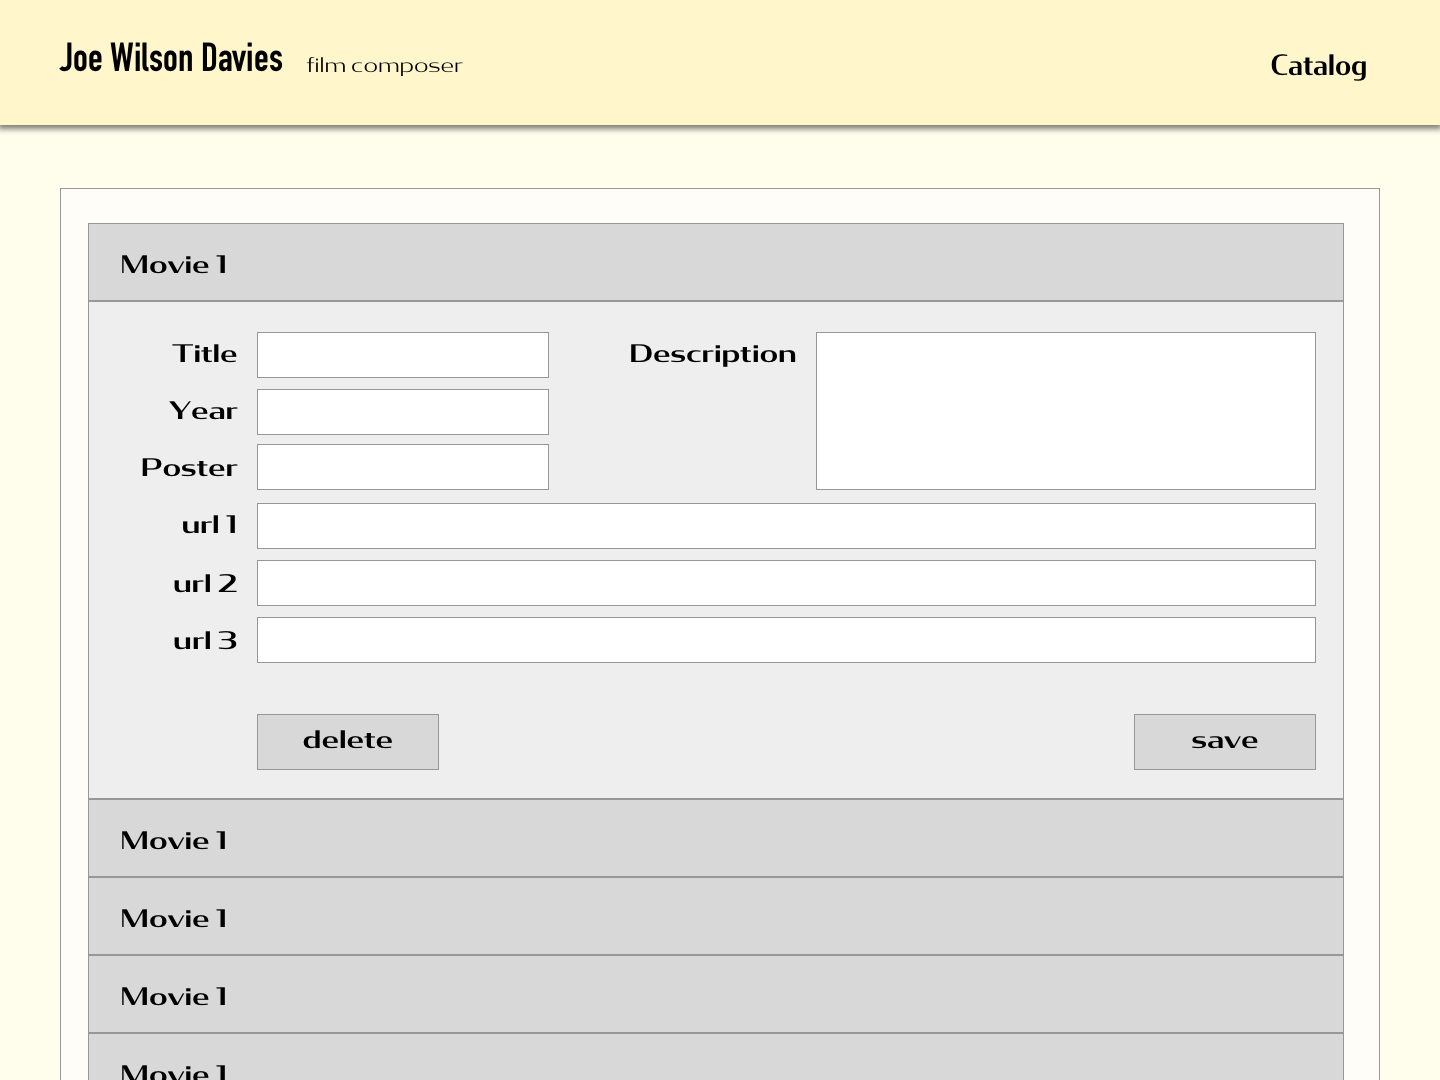 Joe Wilson Davies film composer Catalog
Movie 1
Title Description
Year
Poster
url 1
url 2
url 3
delete save
Movie 1
Movie 1
Movie 1
Movie 1